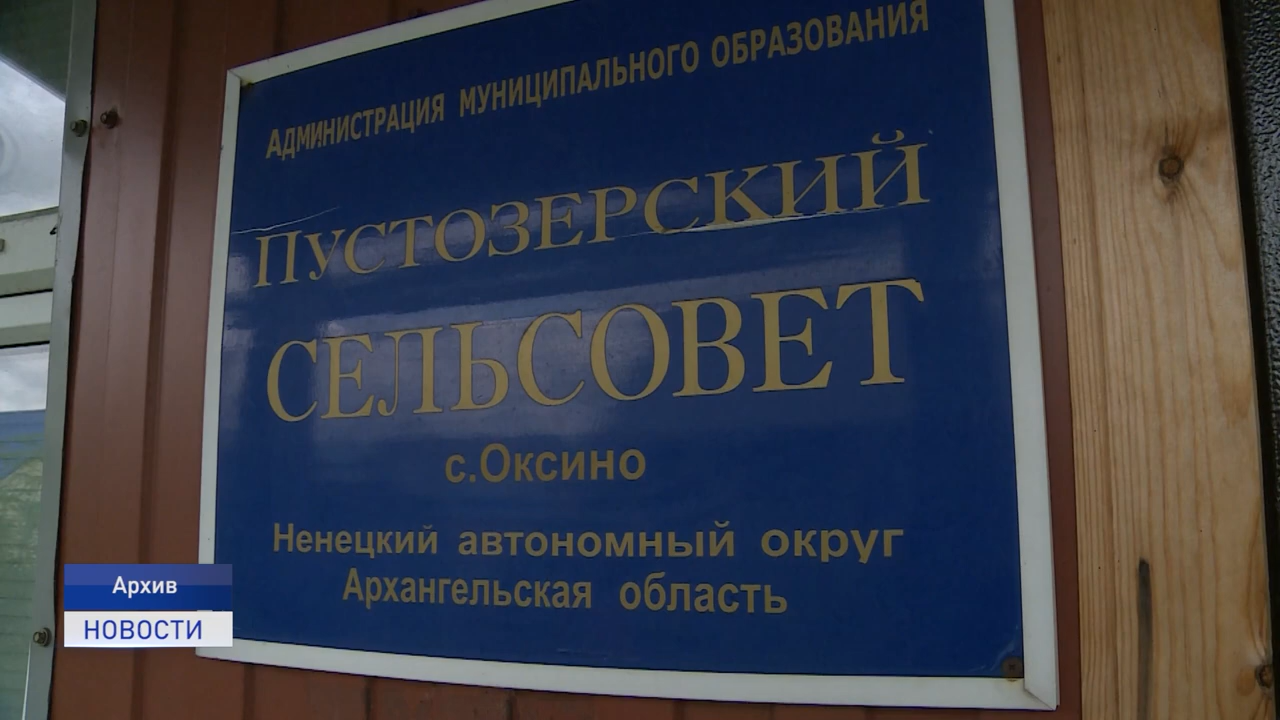 АДМИНИСТРАЦИЯ МУНИЦИПАЛЬНОГО ОБРАЗОВАНИЯ
ПУСТОЗЕРСКИЙ
СЕЛЬСОВЕТ
с.Оксино
Ненецкий автономный округ
Архангельская область
Архив
НОВОСТИ